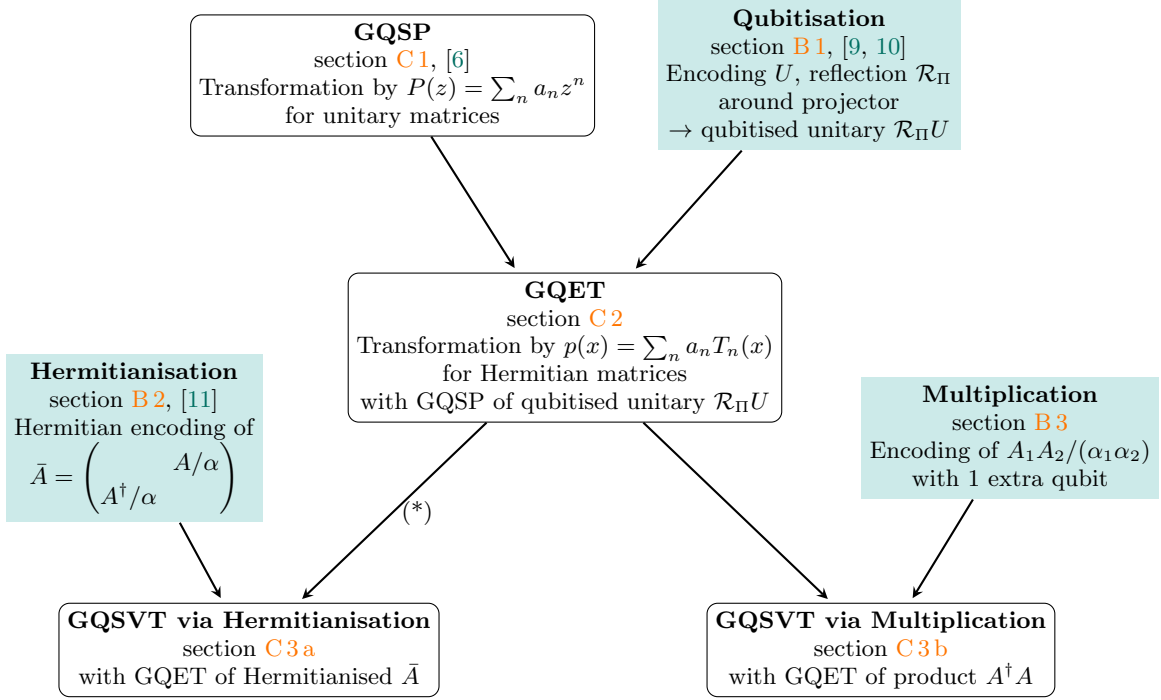 GQSP
section C 1, [6]
Transformation by P(z) = ∑ₙ aₙzⁿ
for unitary matrices
Qubitisation
section B 1, [9, 10]
Encoding U, reflection ℛ_Π
around projector
→ qubitised unitary ℛ_Π U
GQET
section C 2
Transformation by p(x) = ∑ₙ aₙTₙ(x)
for Hermitian matrices
with GQSP of qubitised unitary ℛ_Π U
Hermitianisation
section B 2, [11]
Hermitian encoding of
Ā = ( A/α
A†/α )
Multiplication
section B 3
Encoding of A₁A₂/(α₁α₂)
with 1 extra qubit
(*)
GQSVT via Hermitianisation
section C 3 a
with GQET of Hermitianised Ā
GQSVT via Multiplication
section C 3 b
with GQET of product A†A